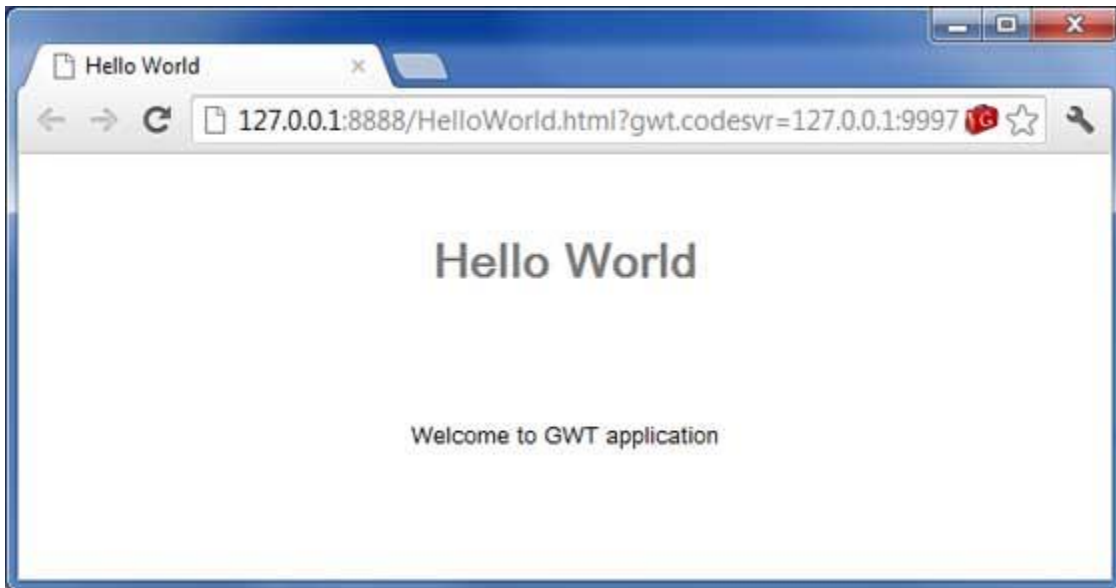 Hello World
127.0.0.1:8888/HelloWorld.html?gwt.codesvr=127.0.0.1:9997
Hello World
Welcome to GWT application